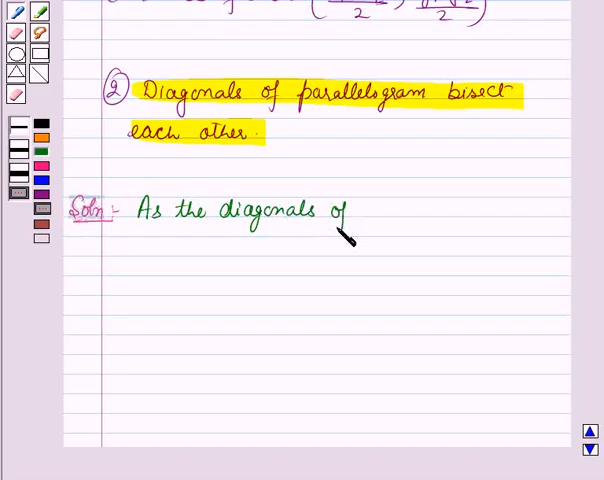 ② Diagonals of parallelogram bisect
each other.
Soln:- As the diagonals of